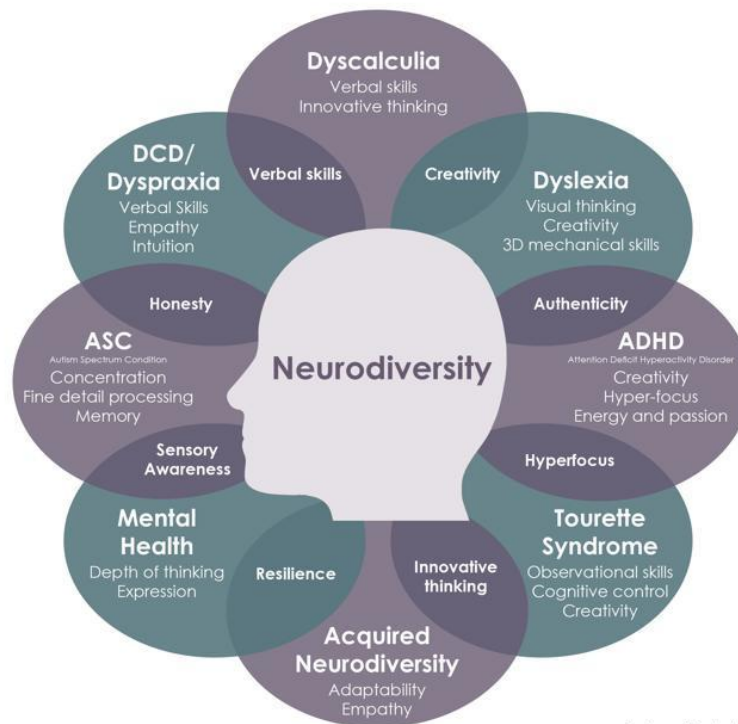 Dyscalculia
Verbal skills
Innovative thinking
DCD/
Dyspraxia
Verbal Skills
Empathy
Intuition
Verbal skills
Creativity
Dyslexia
Visual thinking
Creativity
3D mechanical skills
Honesty
Authenticity
ASC
Autism Spectrum Condition
Concentration
Fine detail processing
Memory
Neurodiversity
ADHD
Attention Deficit Hyperactivity Disorder
Creativity
Hyper-focus
Energy and passion
Sensory
Awareness
Hyperfocus
Mental
Health
Depth of thinking
Expression
Resilience
Innovative
thinking
Tourette
Syndrome
Observational skills
Cognitive control
Creativity
Acquired
Neurodiversity
Adaptability
Empathy